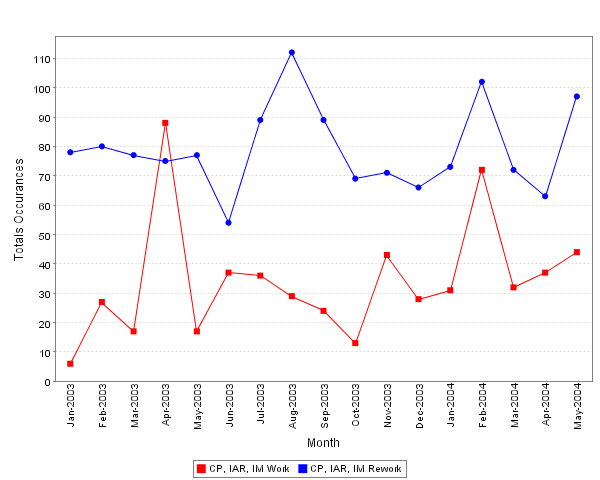 110
100
90
80
70
60
50
40
30
20
10
0
Totals Occurances
Jan-2003
Feb-2003
Mar-2003
Apr-2003
May-2003
Jun-2003
Jul-2003
Aug-2003
Sep-2003
Oct-2003
Nov-2003
Dec-2003
Jan-2004
Feb-2004
Mar-2004
Apr-2004
May-2004
Month
CP, IAR, IM Work CP, IAR, IM Rework